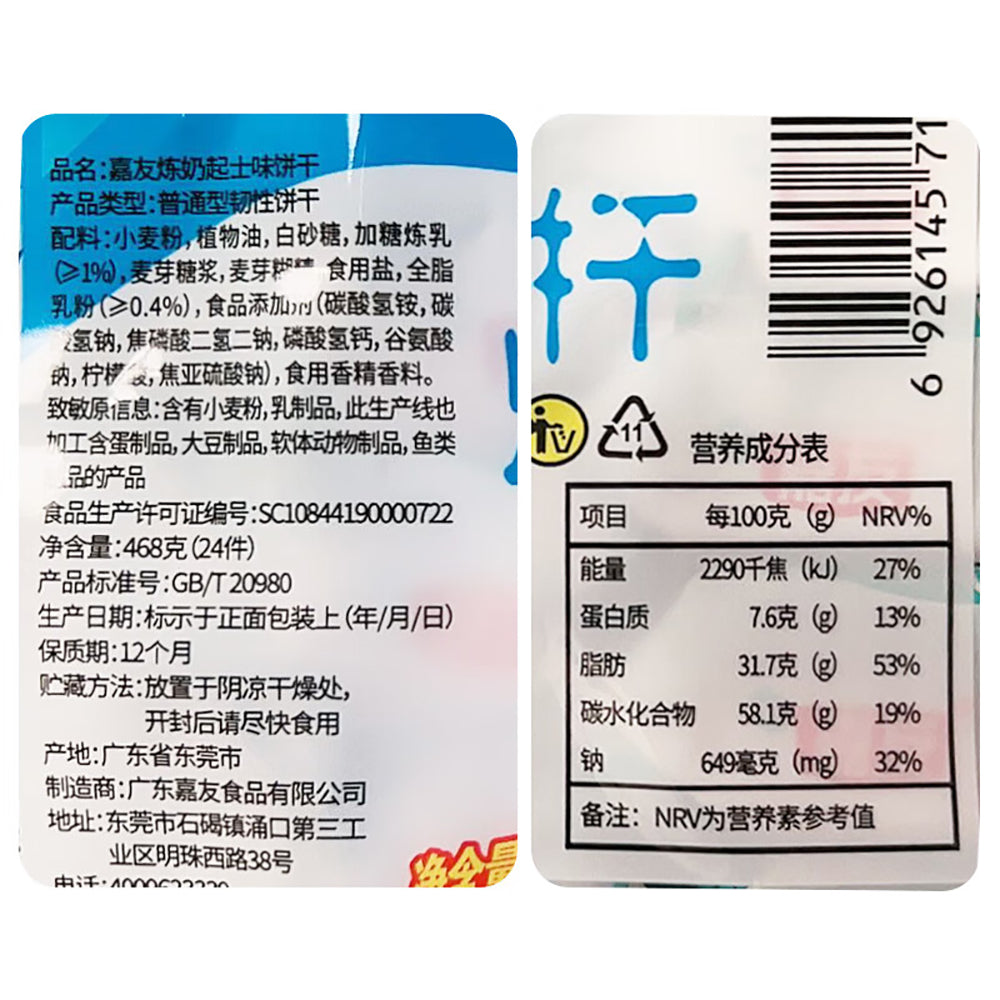 品名:嘉友炼奶起士味饼干
产品类型:普通型韧性饼干
配料:小麦粉,植物油,白砂糖,加糖炼乳
(≥1%),麦芽糖浆,麦芽糊精 食用盐,全脂
乳粉(≥0.4%),食品添加剂(碳酸氢铵,碳
酸氢钠,焦磷酸二氢二钠,磷酸氢钙,谷氨酸
钠,柠檬酸,焦亚硫酸钠),食用香精香料。
致敏原信息:含有小麦粉,乳制品,此生产线也
加工含蛋制品,大豆制品,软体动物制品,鱼类
品的产品
食品生产许可证编号:SC10844190000722
净含量:468克(24件)
产品标准号:GB/T 20980
生产日期:标示于正面包装上(年/月/日)
保质期:12个月
贮藏方法:放置于阴凉干燥处,
开封后请尽快食用
产地:广东省东莞市
制造商:广东嘉友食品有限公司
地址:东莞市石碣镇涌口第三工
业区明珠西路38号
电话:4000623329
净含量
干
6 926145 71
11
营养成分表
项目 每100克 (g) NRV%
能量 2290千焦 (kJ) 27%
蛋白质 7.6克 (g) 13%
脂肪 31.7克 (g) 53%
碳水化合物 58.1克 (g) 19%
钠 649毫克 (mg) 32%
备注: NRV为营养素参考值